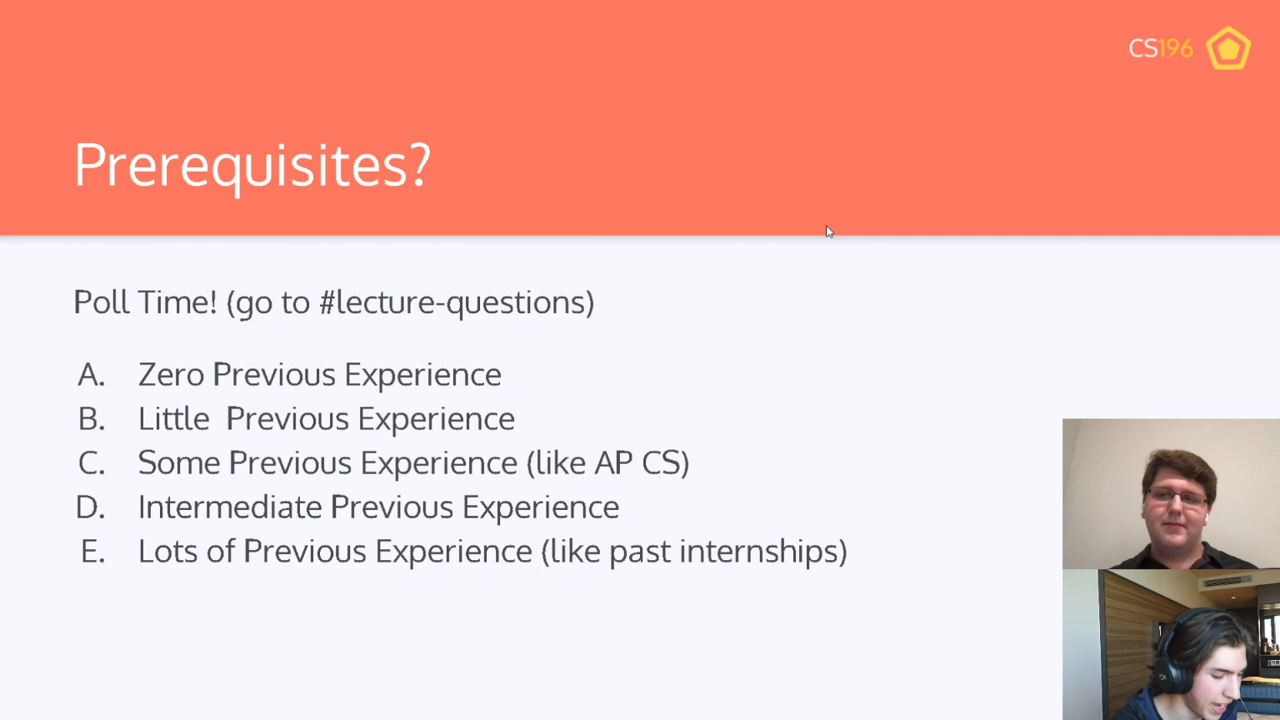 CS196
Prerequisites?
Poll Time! (go to #lecture-questions)
A. Zero Previous Experience
B. Little Previous Experience
C. Some Previous Experience (like AP CS)
D. Intermediate Previous Experience
E. Lots of Previous Experience (like past internships)